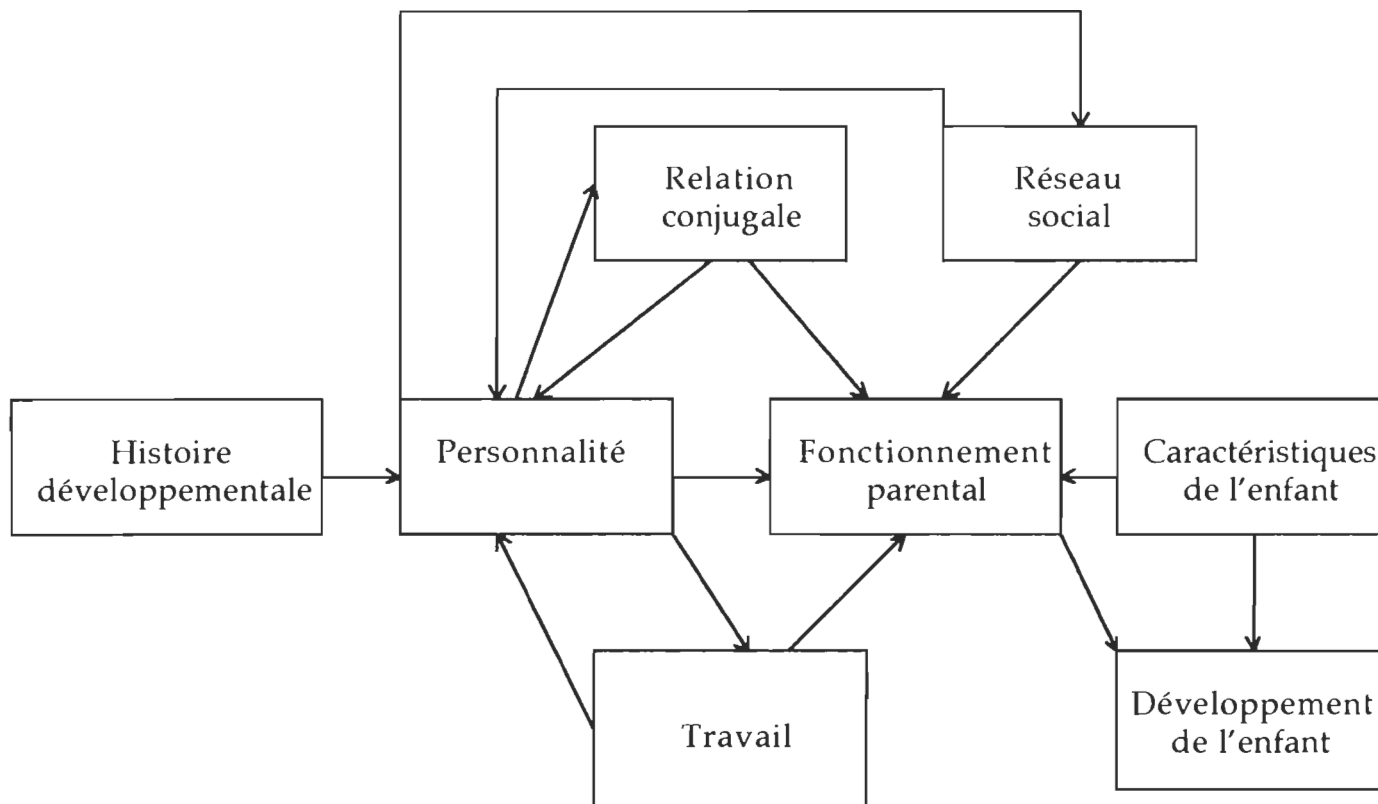 Relation
conjugale
Réseau
social
Histoire
développementale
Personnalité
Fonctionnement
parental
Caractéristiques
de l'enfant
Travail
Développement
de l'enfant